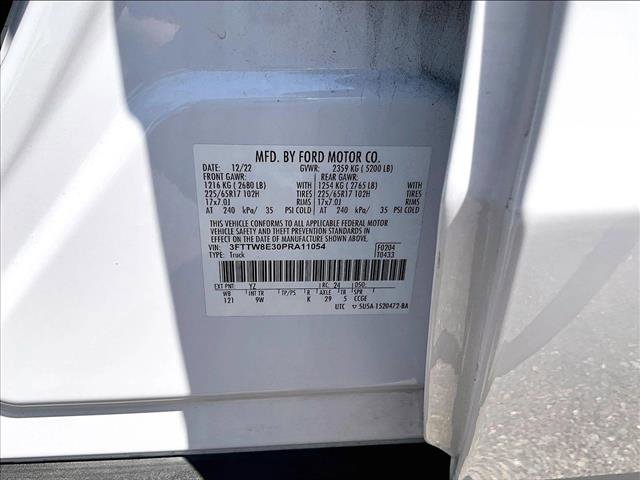 MFD. BY FORD MOTOR CO.
DATE: 12/22 GVWR: 2359 KG ( 5200 LB)
FRONT GAWR: REAR GAWR:
1216 KG ( 2680 LB) WITH 1254 KG ( 2765 LB) WITH
225/65R17 102H TIRES 225/65R17 102H TIRES
17x7.0J RIMS 17x7.0J RIMS
AT 240 kPa/ 35 PSI COLD AT 240 kPa/ 35 PSI COLD
THIS VEHICLE CONFORMS TO ALL APPLICABLE FEDERAL MOTOR
VEHICLE SAFETY AND THEFT PREVENTION STANDARDS IN
EFFECT ON THE DATE OF MANUFACTURE SHOWN ABOVE.
VIN: 3FTTW8E30PRA11054 F0204
TYPE: Truck T0433
EXT PNT: YZ RC: 24 DSO:
WB INT TR TP/PS R AXLE TR SPR
121 9W K 29 5 CCGE
UTC ▽ 5U5A-1520472-BA